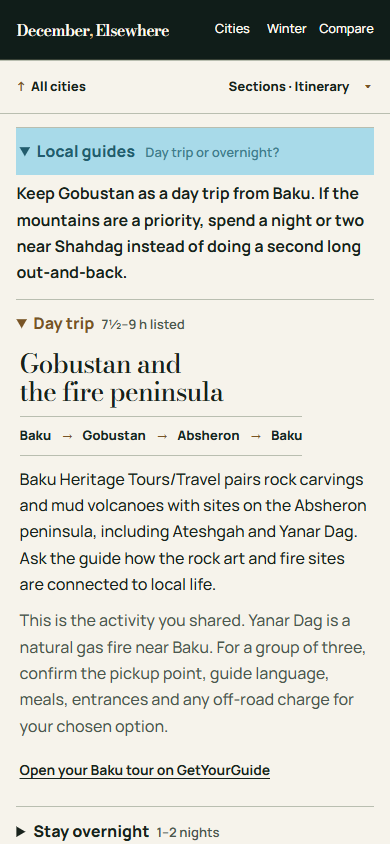 December, Elsewhere
Cities Winter Compare
↑ All cities
Sections · Itinerary ▾
▼ Local guides Day trip or overnight?
Keep Gobustan as a day trip from Baku. If the
mountains are a priority, spend a night or two
near Shahdag instead of doing a second long
out-and-back.
▼ Day trip 7½–9 h listed
Gobustan and
the fire peninsula
Baku → Gobustan → Absheron → Baku
Baku Heritage Tours/Travel pairs rock carvings
and mud volcanoes with sites on the Absheron
peninsula, including Ateshgah and Yanar Dag.
Ask the guide how the rock art and fire sites
are connected to local life.
This is the activity you shared. Yanar Dag is a
natural gas fire near Baku. For a group of three,
confirm the pickup point, guide language,
meals, entrances and any off-road charge for
your chosen option.
Open your Baku tour on GetYourGuide
▶ Stay overnight 1–2 nights